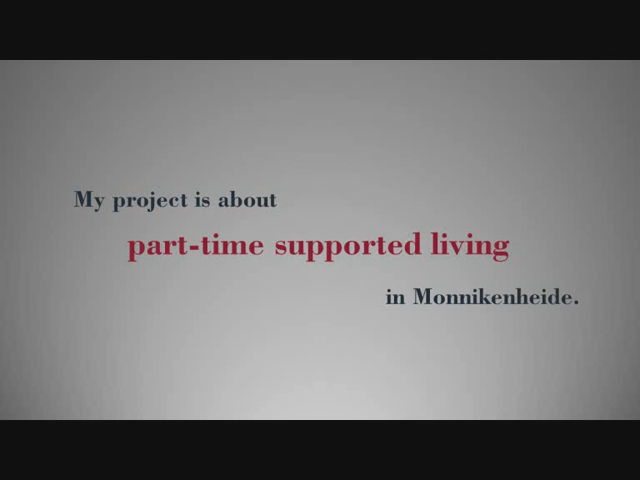 My project is about
part-time supported living
in Monnikenheide.